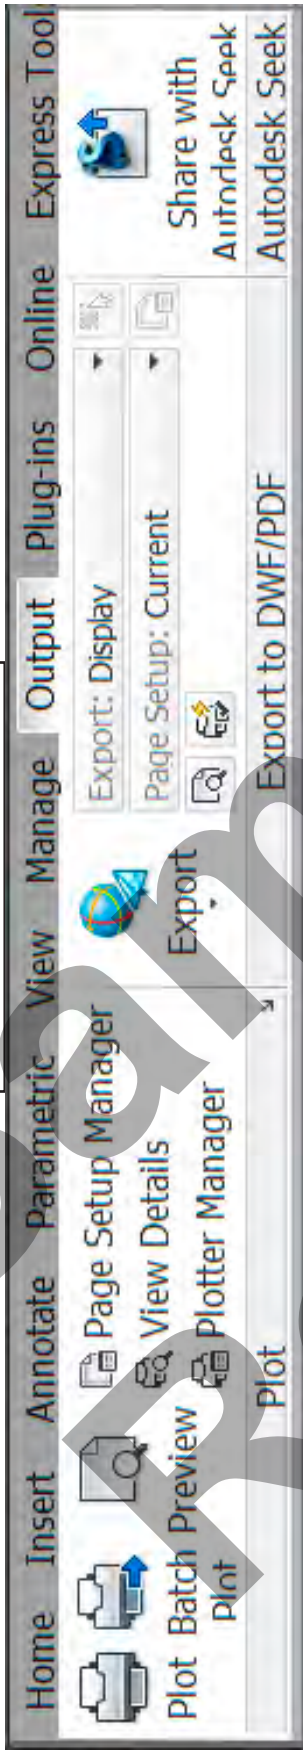 Home Insert Annotate Parametric View Manage Output Plug-ins Online Express Tool
Plot
Batch Plot
Preview
Page Setup Manager
View Details
Plotter Manager
Plot
Export
Export: Display
Page Setup: Current
Export to DWF/PDF
Share with
Autodesk Seek
Autodesk Seek